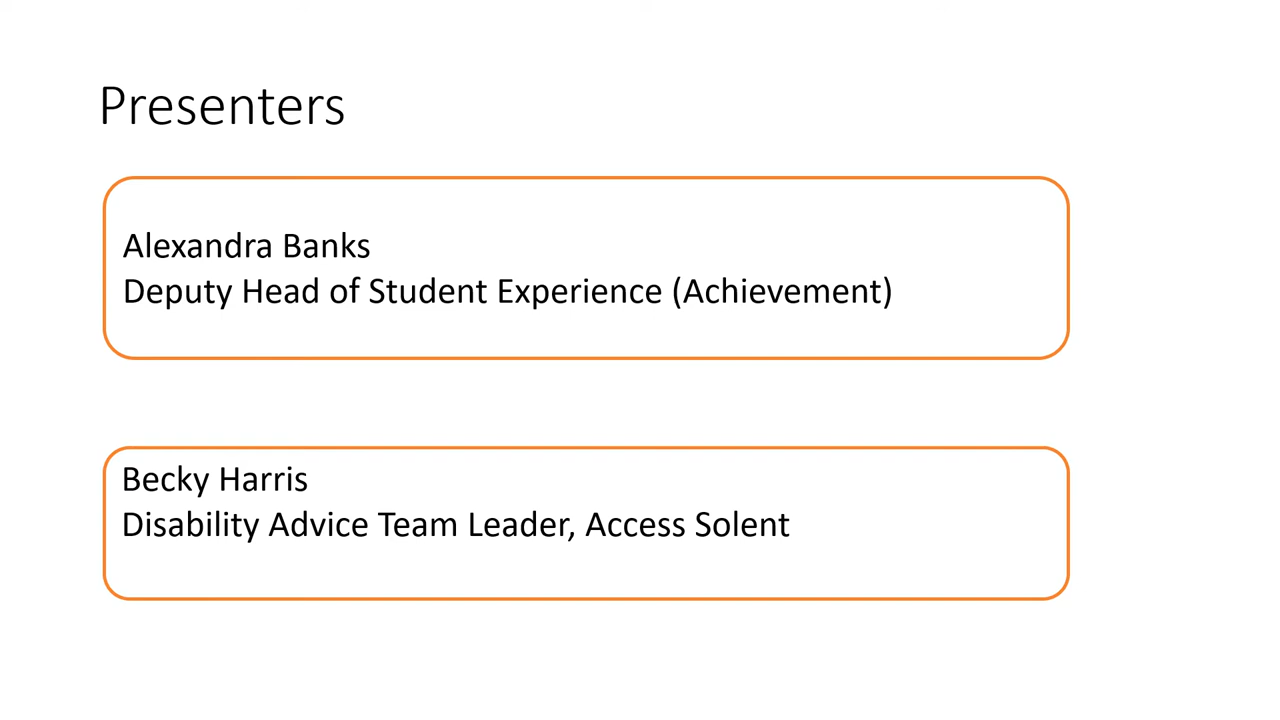 Presenters
Alexandra Banks
Deputy Head of Student Experience (Achievement)
Becky Harris
Disability Advice Team Leader, Access Solent